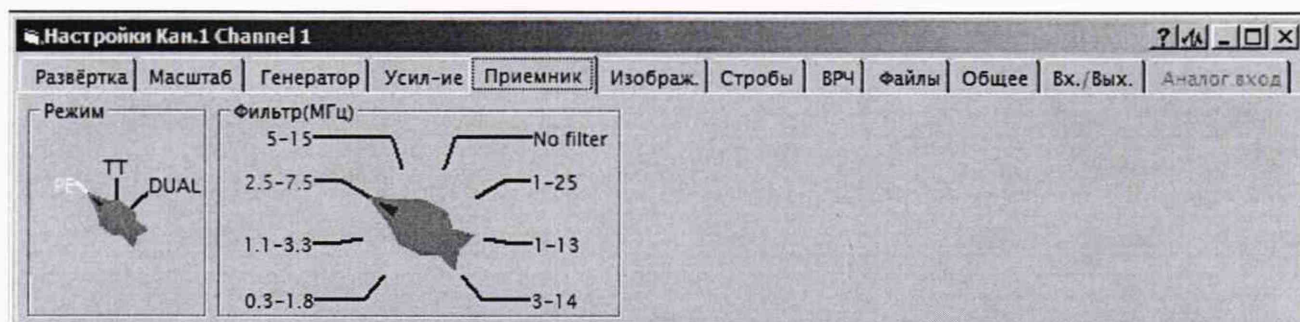 Настройки Кан.1 Channel 1
Развёртка Масштаб Генератор Усил-ие Приемник Изображ. Стробы ВРЧ Файлы Общее Вх./Вых. Аналог.вход
Режим
PE TT DUAL
Фильтр(МГц)
5-15 No filter
2.5-7.5 1-25
1.1-3.3 1-13
0.3-1.8 3-14